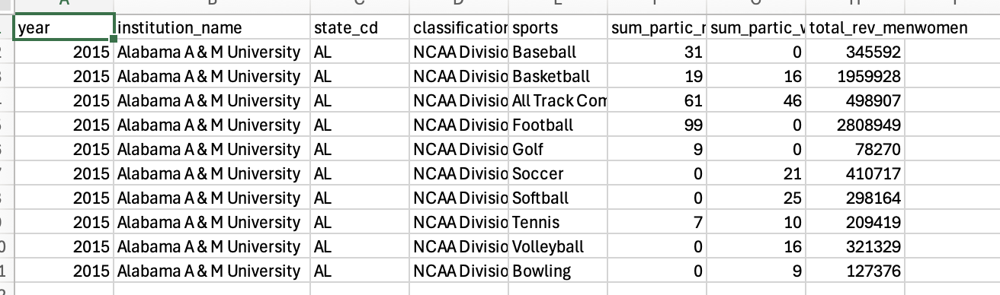 A B C D E F G H I
year institution_name state_cd classification sports sum_partic_ sum_partic_ total_rev_menwomen
2015 Alabama A & M University AL NCAA Divisio Baseball 31 0 345592
2015 Alabama A & M University AL NCAA Divisio Basketball 19 16 1959928
2015 Alabama A & M University AL NCAA Divisio All Track Com 61 46 498907
2015 Alabama A & M University AL NCAA Divisio Football 99 0 2808949
2015 Alabama A & M University AL NCAA Divisio Golf 9 0 78270
2015 Alabama A & M University AL NCAA Divisio Soccer 0 21 410717
2015 Alabama A & M University AL NCAA Divisio Softball 0 25 298164
2015 Alabama A & M University AL NCAA Divisio Tennis 7 10 209419
2015 Alabama A & M University AL NCAA Divisio Volleyball 0 16 321329
2015 Alabama A & M University AL NCAA Divisio Bowling 0 9 127376